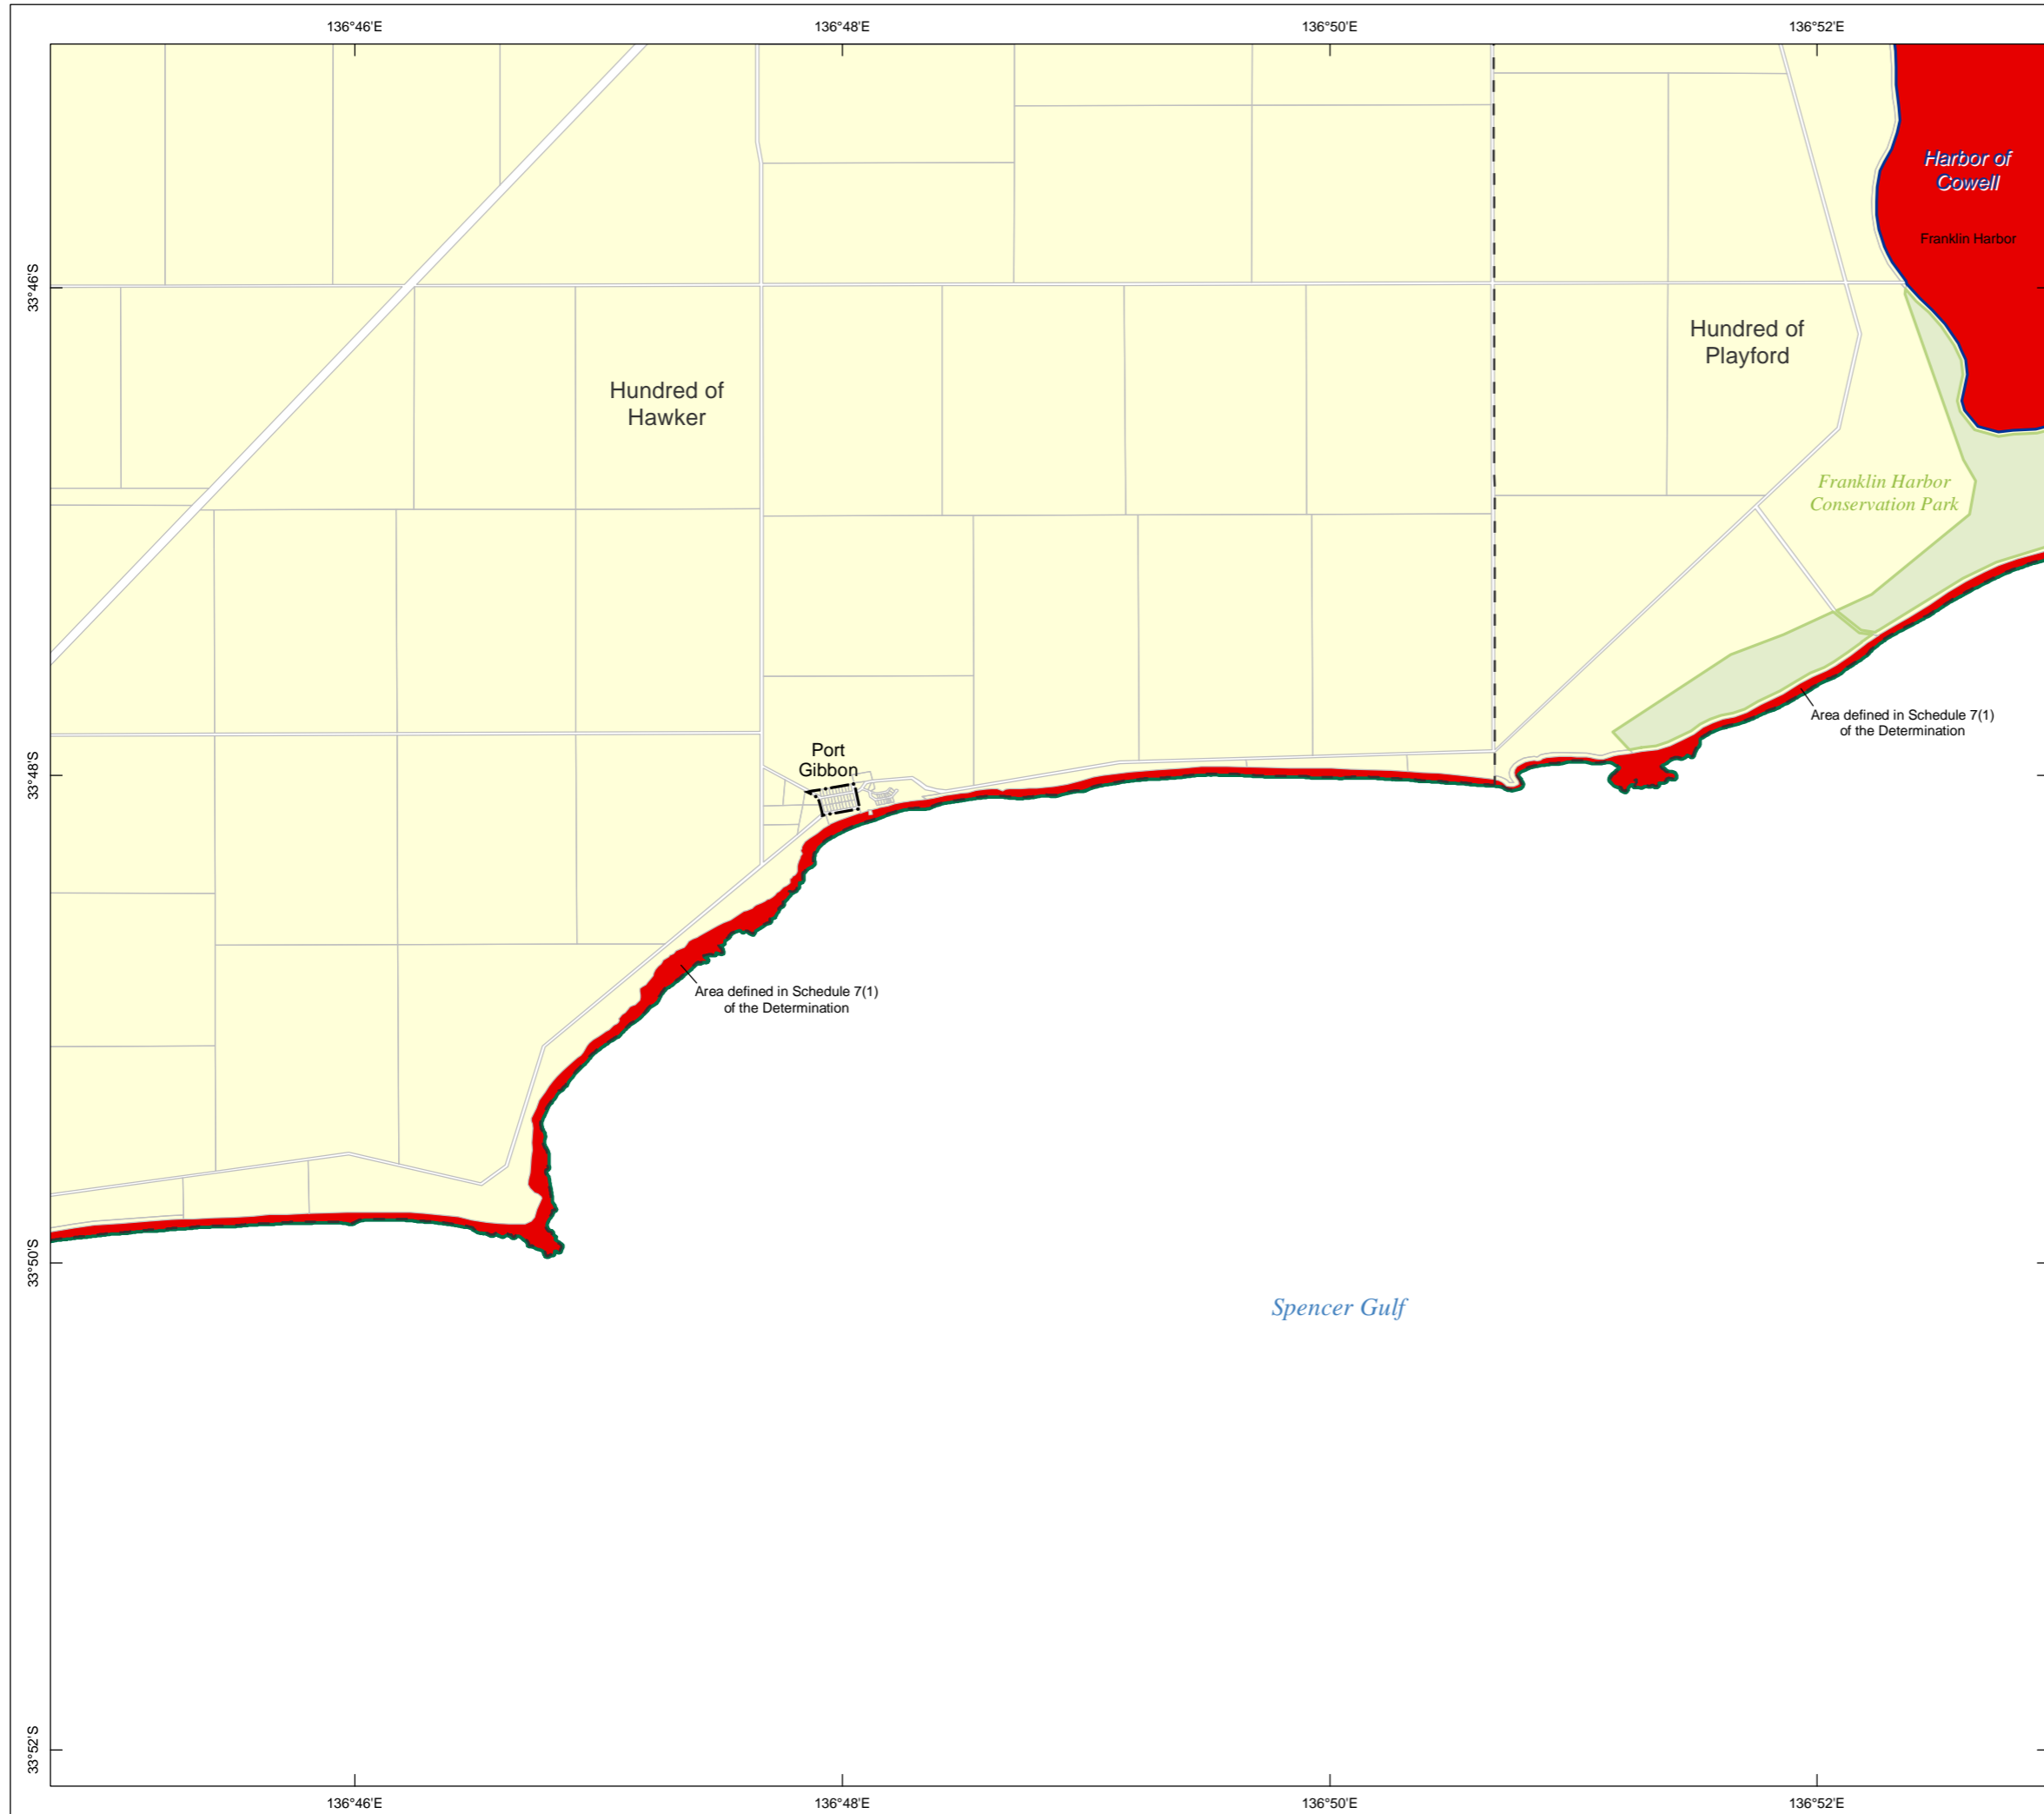 136°46'E
136°48'E
136°50'E
136°52'E
Harbor of
Cowell
Franklin Harbor
33°46'S
Hundred of
Playford
Hundred of
Hawker
Franklin Harbor
Conservation Park
Area defined in Schedule 7(1)
of the Determination
Port
Gibbon
33°48'S
Area defined in Schedule 7(1)
of the Determination
33°50'S
Spencer Gulf
33°52'S
136°46'E
136°48'E
136°50'E
136°52'E